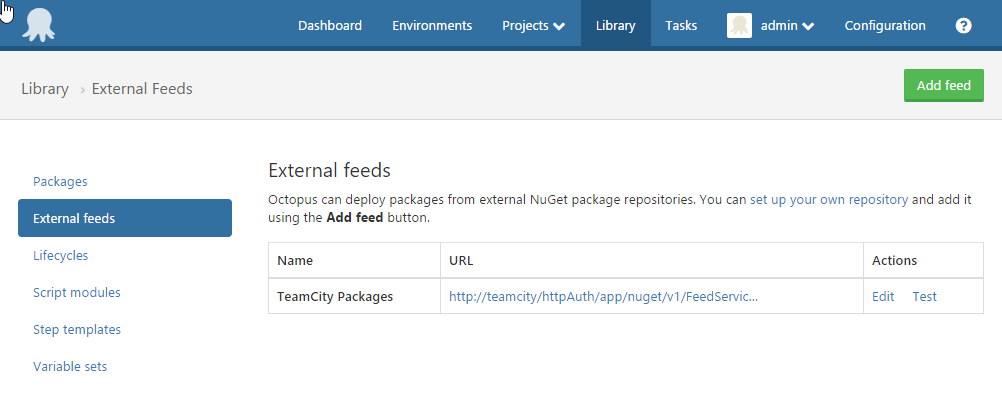 Dashboard Environments Projects Library Tasks admin Configuration ?
Library › External Feeds
Add feed
Packages
External feeds
Lifecycles
Script modules
Step templates
Variable sets
External feeds
Octopus can deploy packages from external NuGet package repositories. You can set up your own repository and add it
using the Add feed button.
Name URL Actions
TeamCity Packages http://teamcity/httpAuth/app/nuget/v1/FeedServic... Edit Test